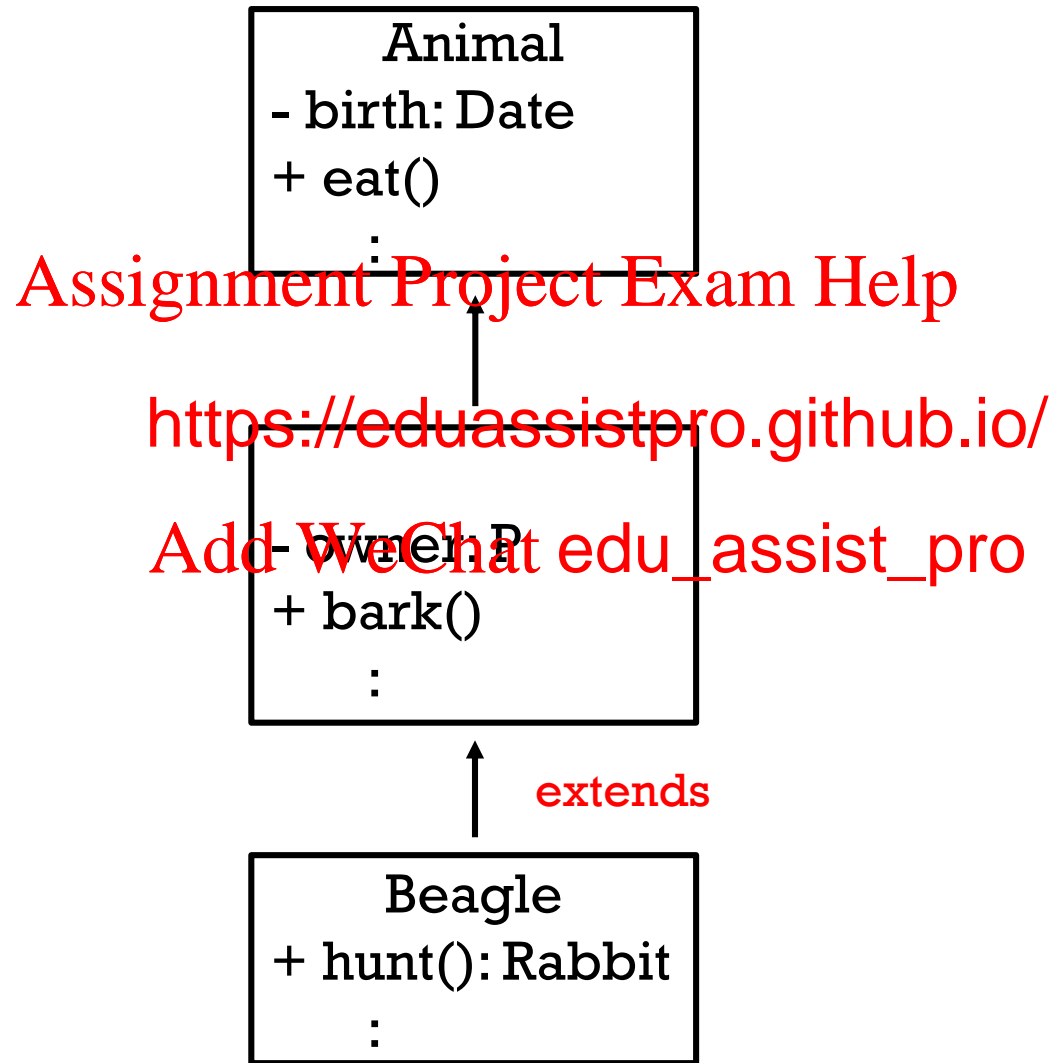 Animal
- birth: Date
+ eat()
:
Assignment Project Exam Help
https://eduassistpro.github.io/
- owner: P
Add WeChat edu_assist_pro
+ bark()
:
extends
Beagle
+ hunt(): Rabbit
: